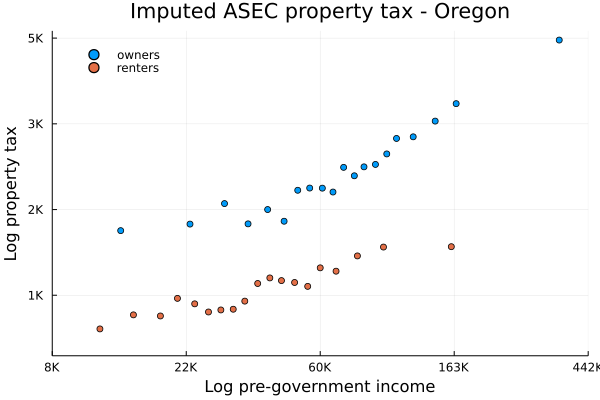 Imputed ASEC property tax - Oregon
5K
owners
renters
3K
2K
1K
Log property tax
8K 22K 60K 163K 442K
Log pre-government income